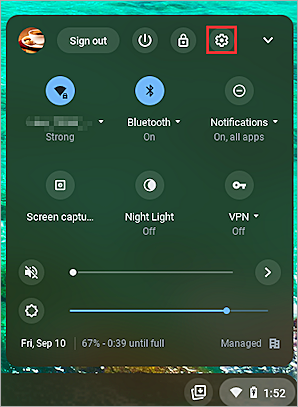 Sign out
Bluetooth
Notifications
Strong
On
On, all apps
Screen captu...
Night Light
VPN
Off
Off
Fri, Sep 10
67% - 0:39 until full
Managed
1:52